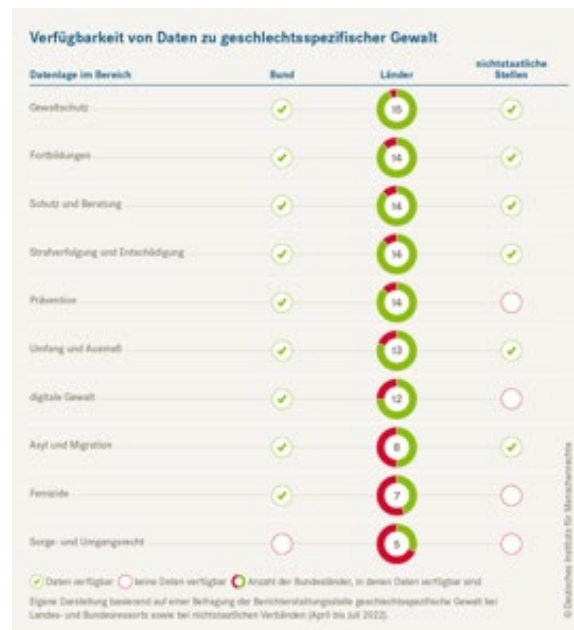 Verfügbarkeit von Daten zu geschlechtsspezifischer Gewalt
Datenlage im Bereich Bund Länder nichtstaatliche Stellen
Gewaltschutz 15
Fortbildungen 14
Schutz und Beratung 14
Strafverfolgung und Entschädigung 14
Prävention 14
Umfang und Ausmaß 13
digitale Gewalt 12
Asyl und Migration 8
Femizide 7
Sorge- und Umgangsrecht 5
Daten verfügbar keine Daten verfügbar Anzahl der Bundesländer, in denen Daten verfügbar sind
Eigene Darstellung basierend auf einer Befragung der Berichterstattungsstelle geschlechtsspezifische Gewalt bei
Landes- und Bundesressorts sowie bei nichtstaatlichen Verbänden (April bis Juli 2022).
© Deutsches Institut für Menschenrechte